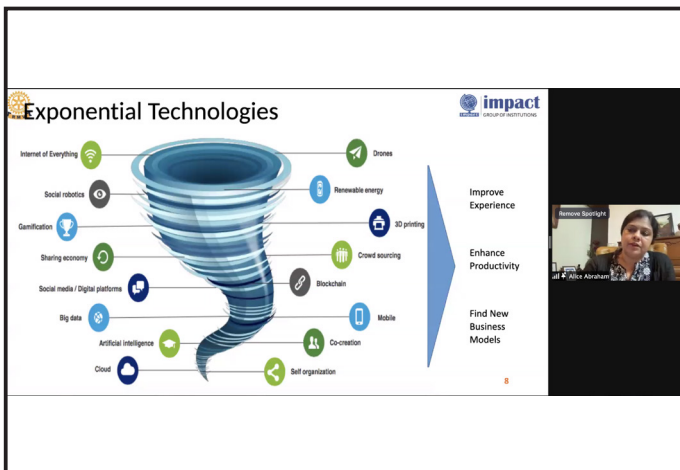 Exponential Technologies
impact
GROUP OF INSTITUTIONS
Internet of Everything
Drones
Social robotics
Renewable energy
Gamification
3D printing
Sharing economy
Crowd sourcing
Social media / Digital platforms
Blockchain
Big data
Mobile
Artificial intelligence
Co-creation
Cloud
Self organization
Improve
Experience
Enhance
Productivity
Find New
Business
Models
8
Remove Spotlight
Alice Abraham